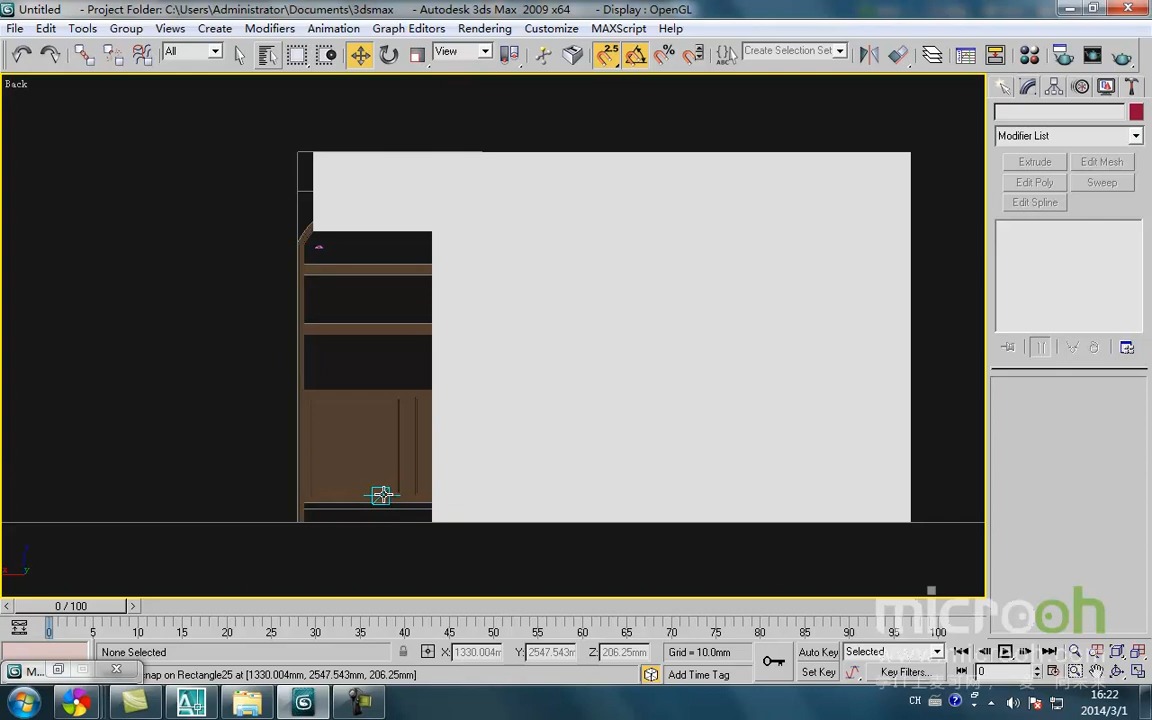 Untitled - Project Folder: C:\Users\Administrator\Documents\3dsmax - Autodesk 3ds Max 2009 x64 - Display : OpenGL
File Edit Tools Group Views Create Modifiers Animation Graph Editors Rendering Customize MAXScript Help
All View 2.5 ABC Create Selection Set
Back
Modifier List
Extrude Edit Mesh
Edit Poly Sweep
Edit Spline
x y
0 / 100
0 5 10 15 20 25 30 35 40 45 50 55 60 65 70 75 80 85 90 95 100
microoh
None Selected X: 1330.004m Y: 2547.543m Z: 206.25mm Grid = 10.0mm Auto Key Selected
M... snap on Rectangle25 at [1330.004mm, 2547.543mm, 206.25mm] Add Time Tag Set Key Key Filters... 0
CH 16:22
2014/3/1